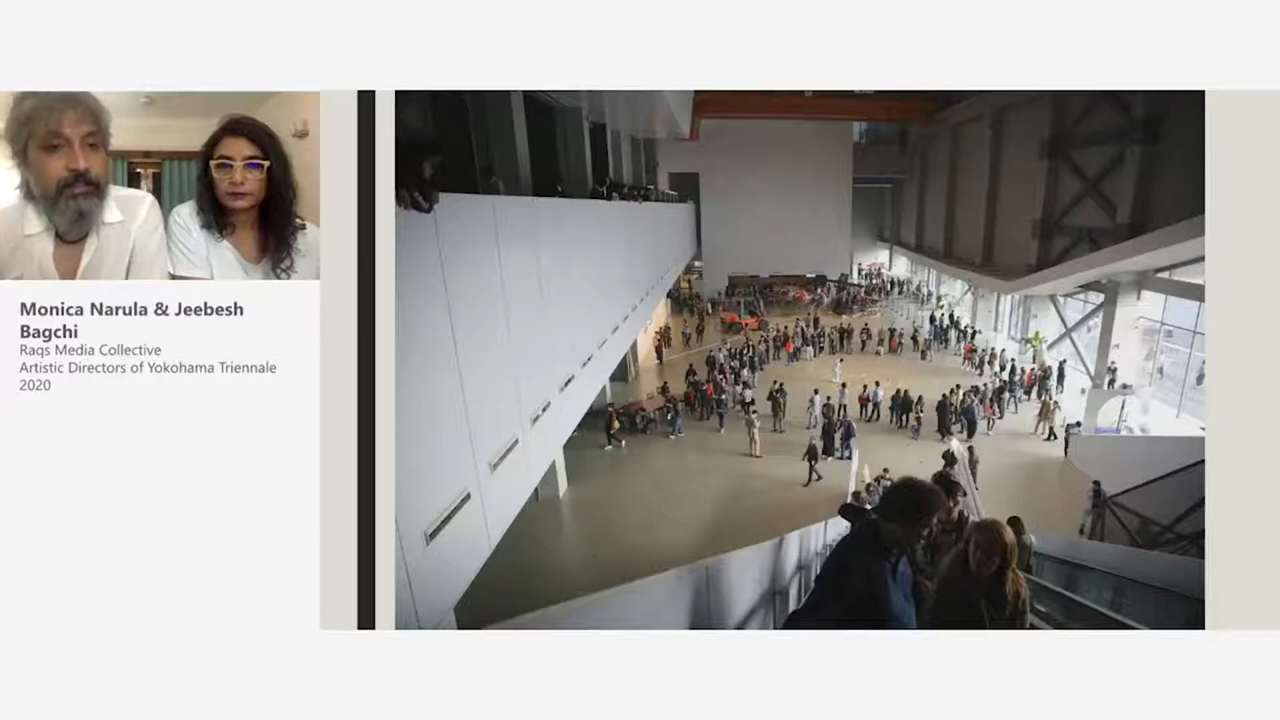 Monica Narula & Jeebesh
Bagchi
Raqs Media Collective
Artistic Directors of Yokohama Triennale
2020